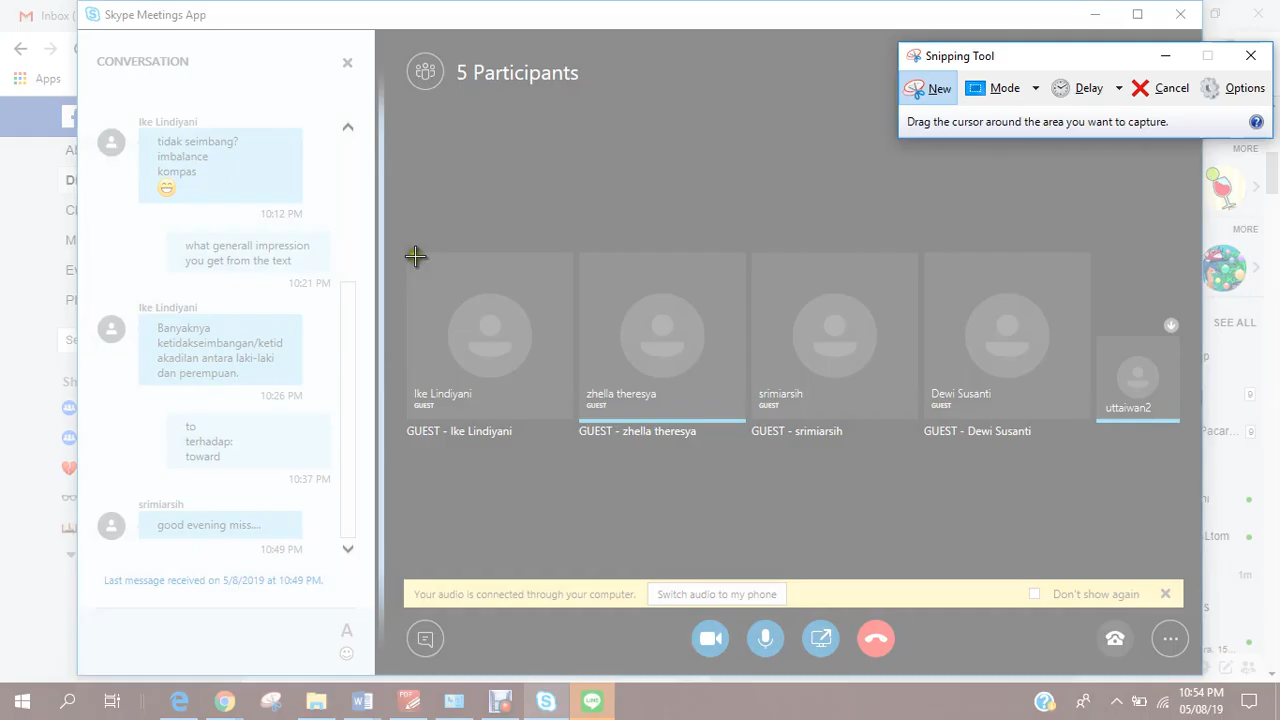 Inbox (
Skype Meetings App
Apps
CONVERSATION
Ike Lindiyani
tidak seimbang?
imbalance
kompas
10:12 PM
what generall impression
you get from the text
10:21 PM
Ike Lindiyani
Banyaknya
ketidakseimbangan/ketid
akadilan antara laki-laki
dan perempuan.
10:26 PM
to
terhadap:
toward
10:37 PM
srimiarsih
good evening miss....
10:49 PM
Last message received on 5/8/2019 at 10:49 PM.
A
5 Participants
Ike Lindiyani
GUEST
GUEST - Ike Lindiyani
zhella theresya
GUEST
GUEST - zhella theresya
srimiarsih
GUEST
GUEST - srimiarsih
Dewi Susanti
GUEST
GUEST - Dewi Susanti
uttaiwan2
Your audio is connected through your computer.
Switch audio to my phone
Don't show again
Snipping Tool
New
Mode
Delay
Cancel
Options
Drag the cursor around the area you want to capture.
MORE
MORE
SEE ALL
9
Pacar...
9
Ltom
1m
15...
10:54 PM
05/08/19